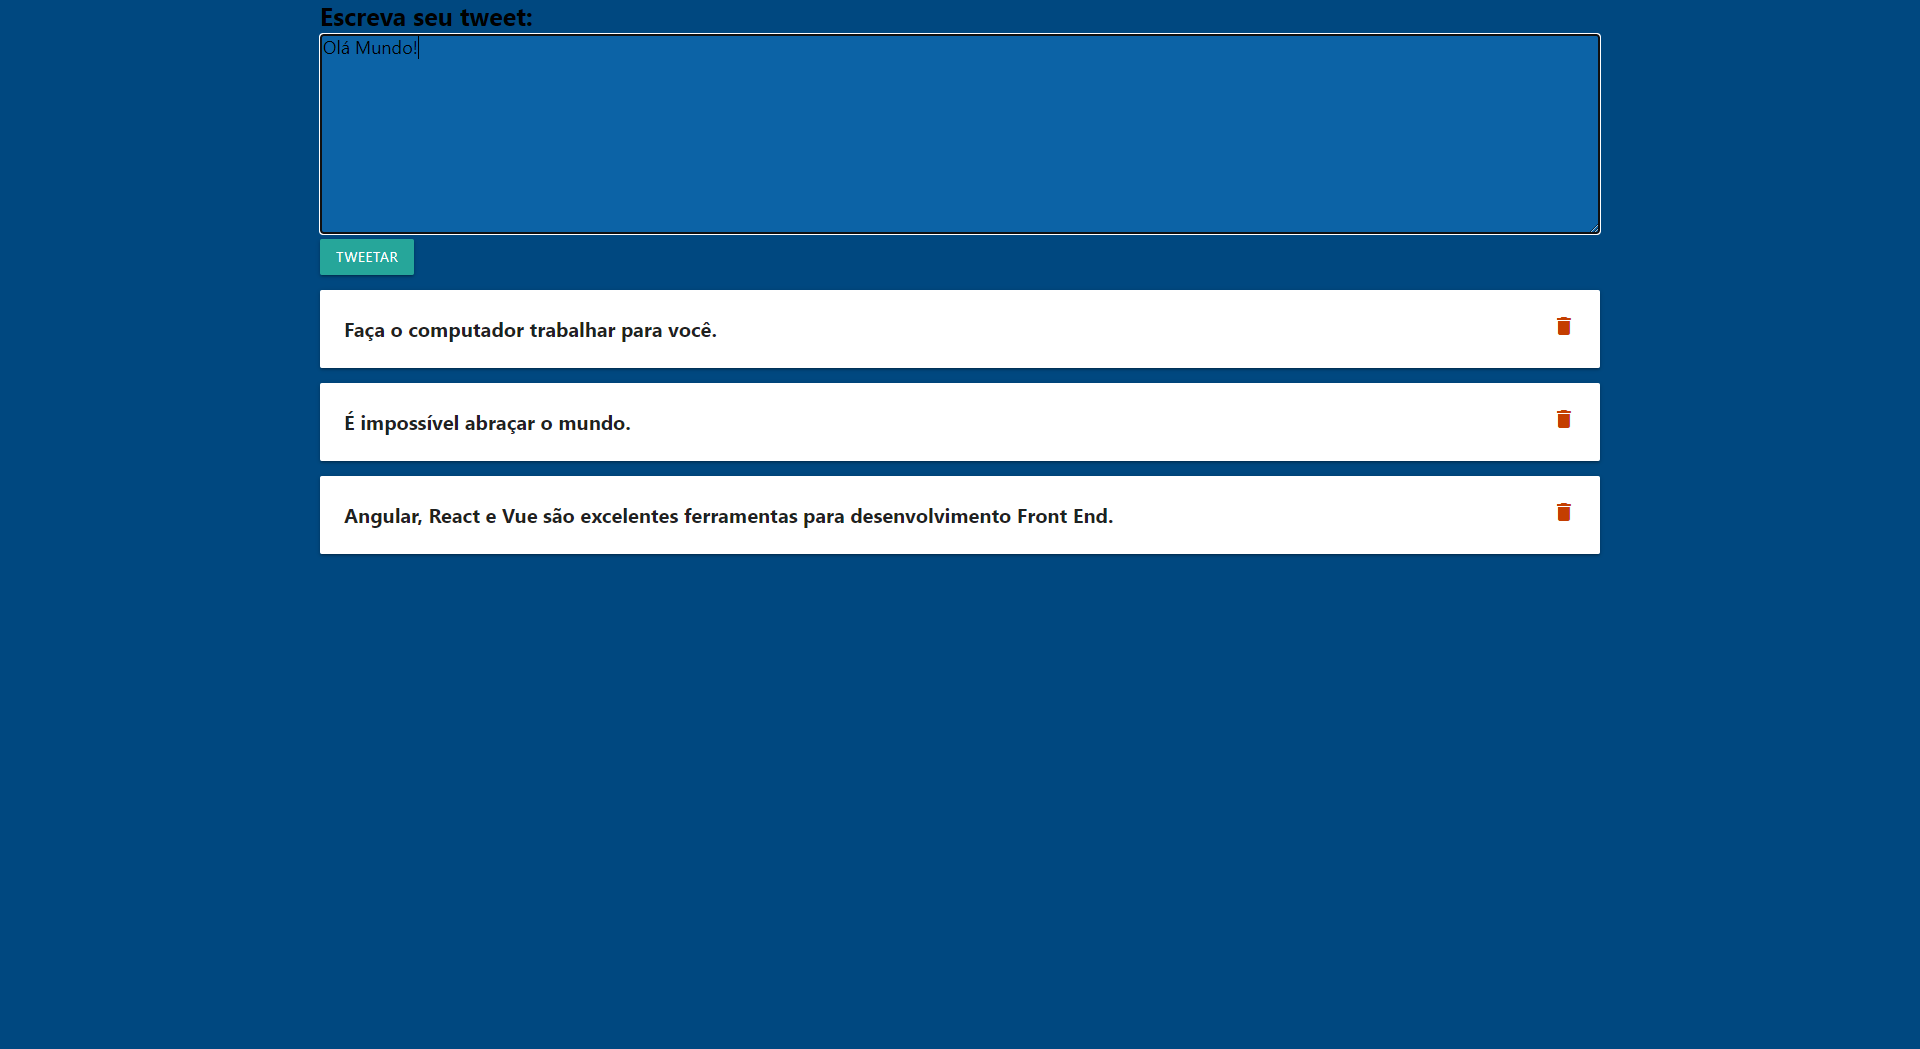 Escreva seu tweet:
Olá Mundo!
TWEETAR
Faça o computador trabalhar para você.
É impossível abraçar o mundo.
Angular, React e Vue são excelentes ferramentas para desenvolvimento Front End.